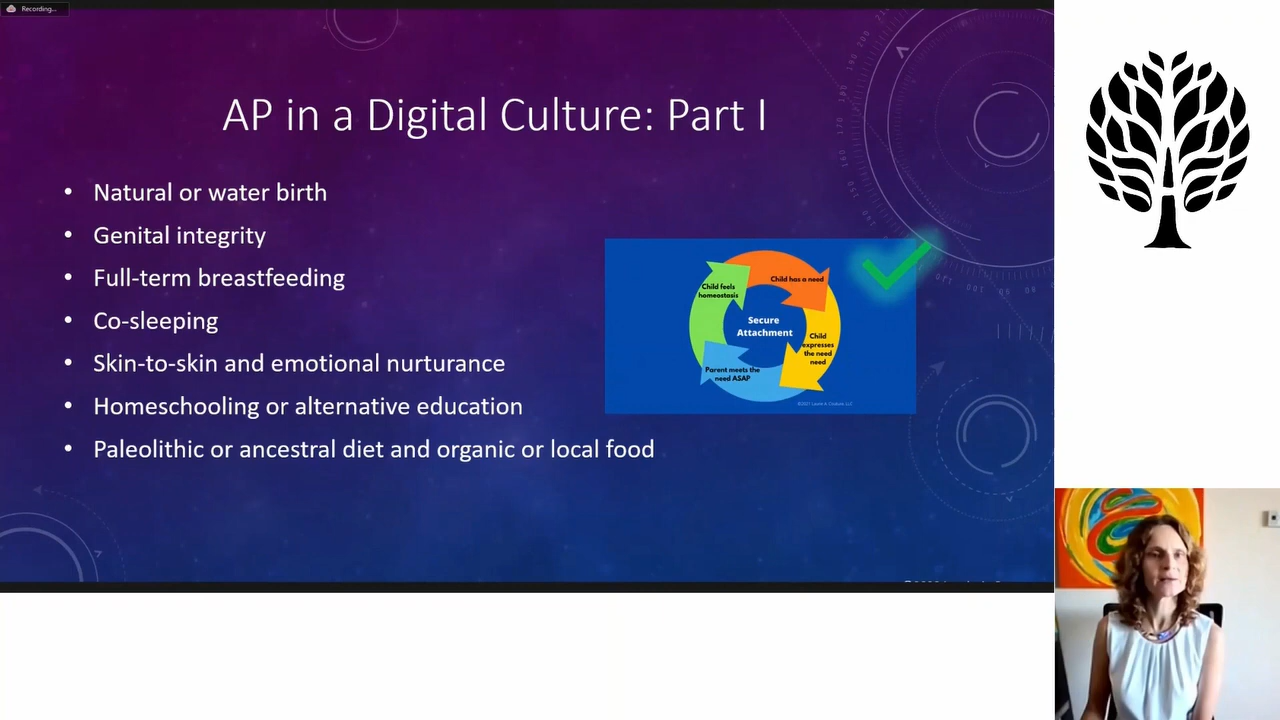 Recording...
AP in a Digital Culture: Part I
• Natural or water birth
• Genital integrity
• Full-term breastfeeding
• Co-sleeping
• Skin-to-skin and emotional nurturance
• Homeschooling or alternative education
• Paleolithic or ancestral diet and organic or local food
Child has a need
Child
expresses
the need
need
Parent meets the
need ASAP
Child feels
homeostasis
Secure
Attachment